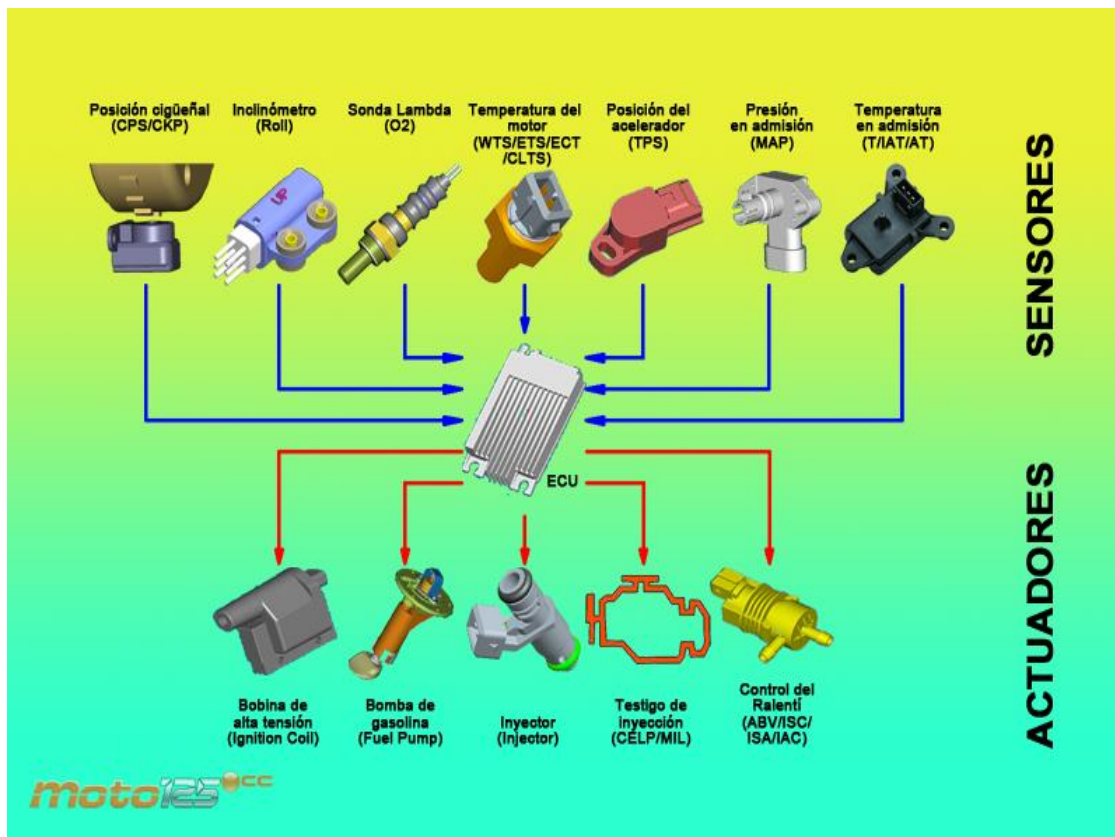 Posición cigüeñal
(CPS/CKP)
Inclinómetro
(Roll)
Sonda Lambda
(O2)
Temperatura del
motor
(WTS/ETS/ECT
/CLTS)
Posición del
acelerador
(TPS)
Presión
en admisión
(MAP)
Temperatura
en admisión
(T/IAT/AT)
SENSORES
UP
ECU
ACTUADORES
Bobina de
alta tensión
(Ignition Coil)
Bomba de
gasolina
(Fuel Pump)
Inyector
(Injector)
Testigo de
inyección
(CELP/MIL)
Control del
Ralentí
(ABV/ISC/
ISA/IAC)
moto125cc